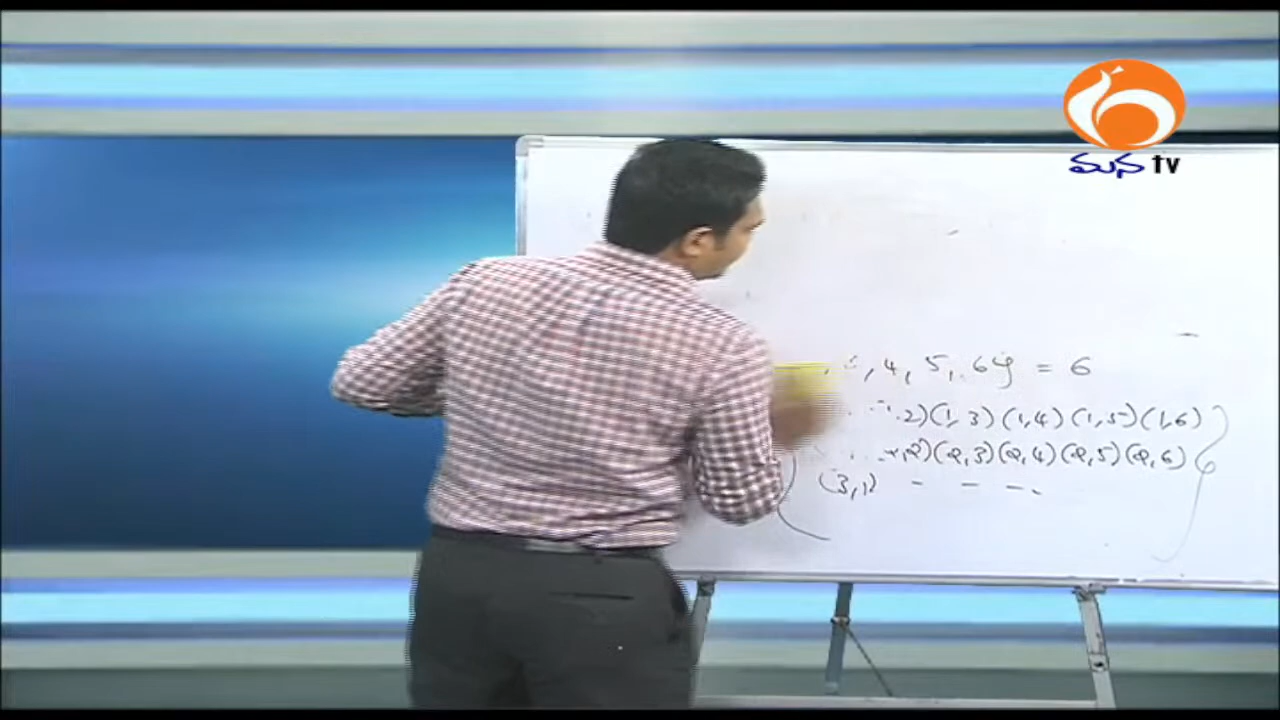 మన tv
, 4, 5, 6} = 6
2) (1, 3) (1, 4) (1, 5) (1, 6)
, 2) (2, 3) (2, 4) (2, 5) (2, 6)
(3, 1) - - - .